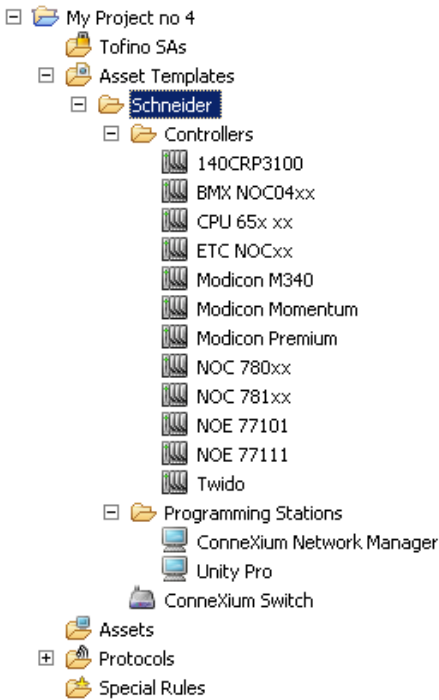 My Project no 4
Tofino SAs
Asset Templates
Schneider
Controllers
140CRP3100
BMX NOC04xx
CPU 65x xx
ETC NOCxx
Modicon M340
Modicon Momentum
Modicon Premium
NOC 780xx
NOC 781xx
NOE 77101
NOE 77111
Twido
Programming Stations
ConneXium Network Manager
Unity Pro
ConneXium Switch
Assets
Protocols
Special Rules